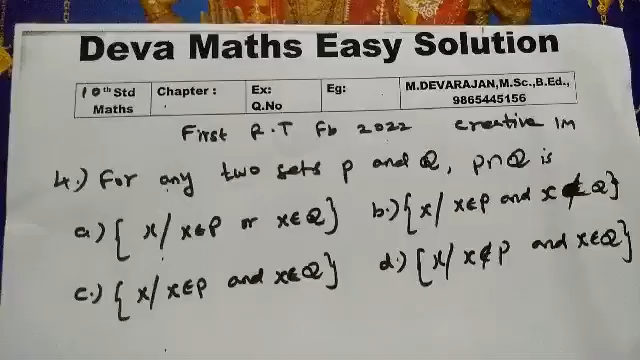 Deva Maths Easy Solution
10th Std Maths Chapter : Ex: Q.No Eg: M.DEVARAJAN,M.Sc.,B.Ed., 9865445156
First R.T Fb 2022 Creative 1M
4.) For any two sets P and Q, P∩Q is
a.) { x/ x∈P or x∈Q} b.) { x/ x∈P and x∉Q}
c.) { x/ x∈P and x∈Q} d.) { x/ x∉P and x∈Q}